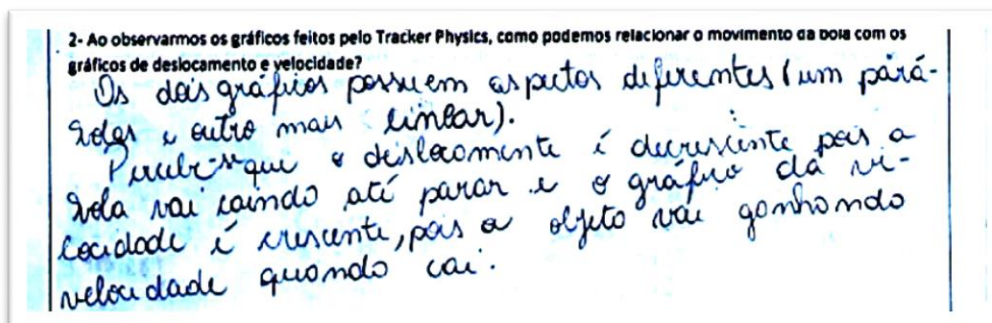 2- Ao observarmos os gráficos feitos pelo Tracker Physics, como podemos relacionar o movimento da bola com os
gráficos de deslocamento e velocidade?
Os dois gráficos possuem aspectos diferentes (um pará-
bolas e outro mais linear).
Percebe-se que o deslocamento é decrescente pois a
bola vai caindo até parar e o gráfico da ve-
locidade é crescente, pois o objeto vai ganhando
velocidade quando cai.